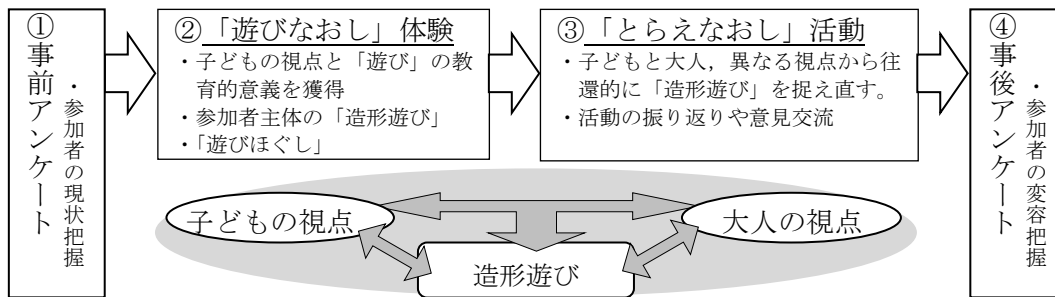 ①事前アンケート
・参加者の現状把握
②「遊びなおし」体験
・子どもの視点と「遊び」の教
育的意義を獲得
・参加者主体の「造形遊び」
・「遊びほぐし」
③「とらえなおし」活動
・子どもと大人，異なる視点から往
還的に「造形遊び」を捉え直す。
・活動の振り返りや意見交流
④事後アンケート
・参加者の変容把握
子どもの視点
大人の視点
造形遊び